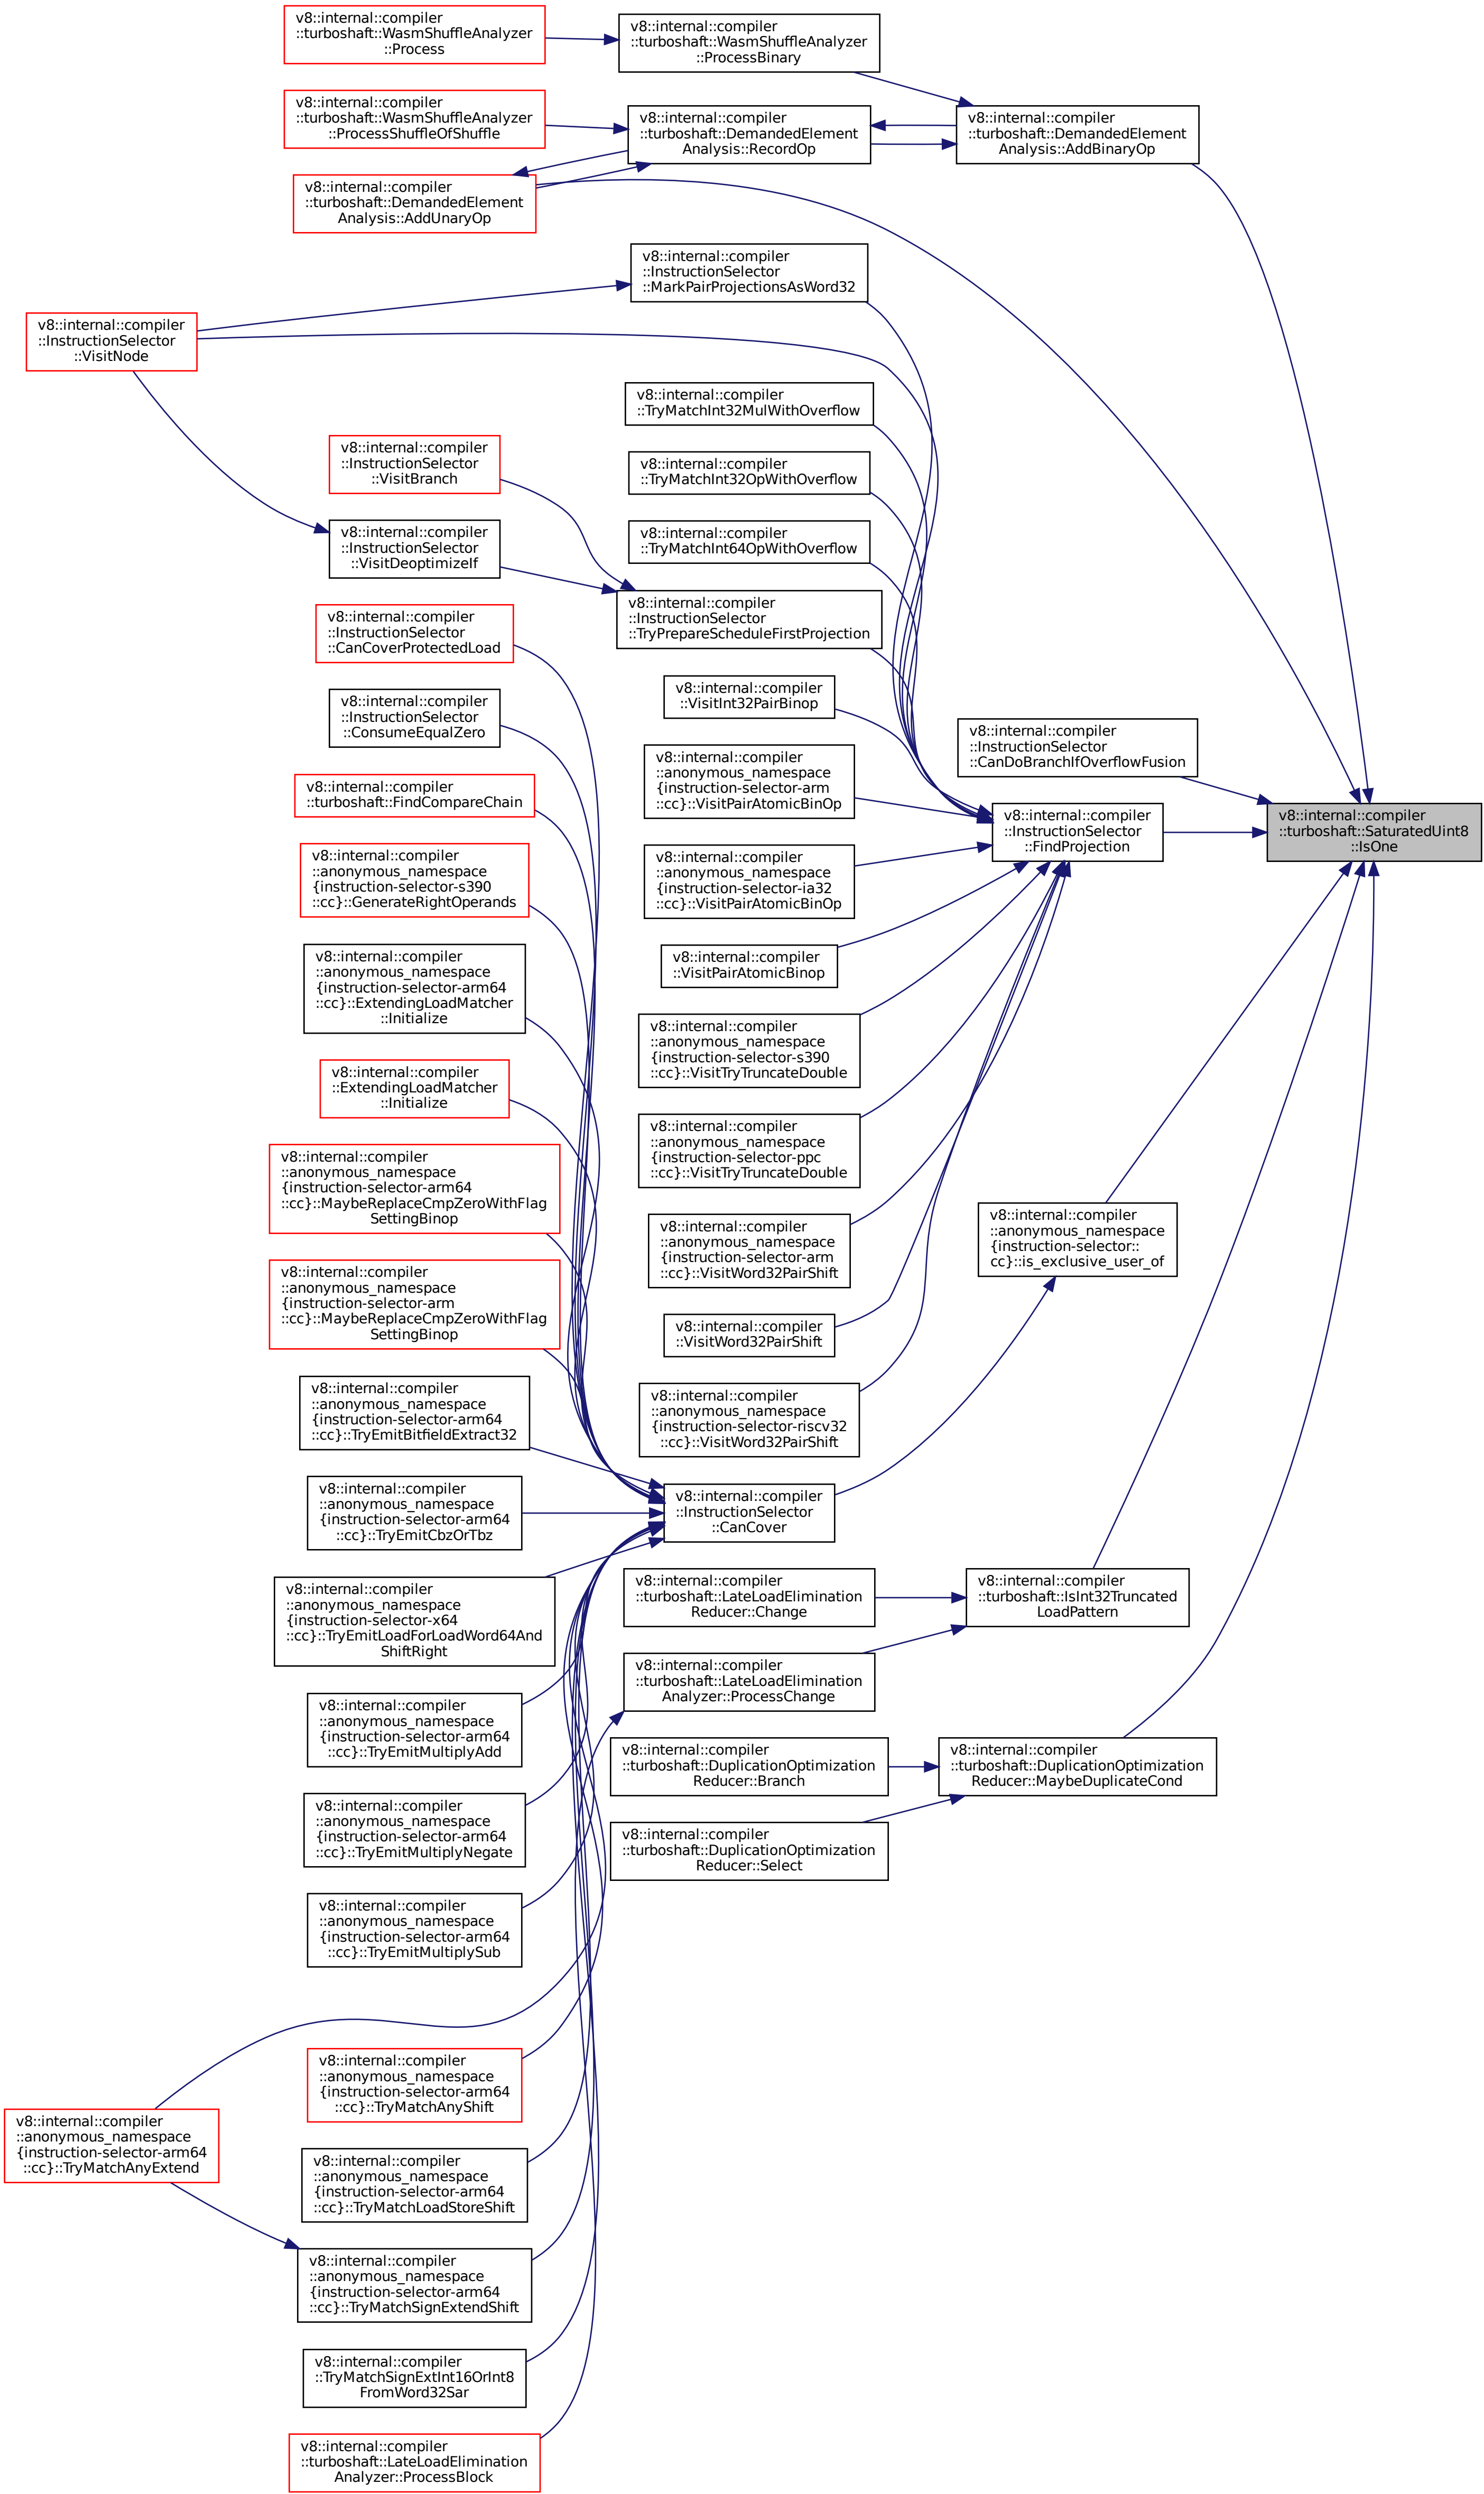 v8::internal::compiler
::turboshaft::WasmShuffleAnalyzer
::Process
v8::internal::compiler
::turboshaft::WasmShuffleAnalyzer
::ProcessBinary
v8::internal::compiler
::turboshaft::WasmShuffleAnalyzer
::ProcessShuffleOfShuffle
v8::internal::compiler
::turboshaft::DemandedElement
Analysis::RecordOp
v8::internal::compiler
::turboshaft::DemandedElement
Analysis::AddBinaryOp
v8::internal::compiler
::turboshaft::DemandedElement
Analysis::AddUnaryOp
v8::internal::compiler
::InstructionSelector
::MarkPairProjectionsAsWord32
v8::internal::compiler
::InstructionSelector
::VisitNode
v8::internal::compiler
::TryMatchInt32MulWithOverflow
v8::internal::compiler
::InstructionSelector
::VisitBranch
v8::internal::compiler
::TryMatchInt32OpWithOverflow
v8::internal::compiler
::InstructionSelector
::VisitDeoptimizeIf
v8::internal::compiler
::TryMatchInt64OpWithOverflow
v8::internal::compiler
::InstructionSelector
::TryPrepareScheduleFirstProjection
v8::internal::compiler
::InstructionSelector
::CanCoverProtectedLoad
v8::internal::compiler
::VisitInt32PairBinop
v8::internal::compiler
::InstructionSelector
::ConsumeEqualZero
v8::internal::compiler
::InstructionSelector
::CanDoBranchIfOverflowFusion
v8::internal::compiler
::anonymous_namespace
{instruction-selector-arm
::cc}::VisitPairAtomicBinOp
v8::internal::compiler
::turboshaft::FindCompareChain
v8::internal::compiler
::InstructionSelector
::FindProjection
v8::internal::compiler
::turboshaft::SaturatedUint8
::IsOne
v8::internal::compiler
::anonymous_namespace
{instruction-selector-s390
::cc}::GenerateRightOperands
v8::internal::compiler
::anonymous_namespace
{instruction-selector-ia32
::cc}::VisitPairAtomicBinOp
v8::internal::compiler
::anonymous_namespace
{instruction-selector-arm64
::cc}::ExtendingLoadMatcher
::Initialize
v8::internal::compiler
::VisitPairAtomicBinop
v8::internal::compiler
::anonymous_namespace
{instruction-selector-s390
::cc}::VisitTryTruncateDouble
v8::internal::compiler
::ExtendingLoadMatcher
::Initialize
v8::internal::compiler
::anonymous_namespace
{instruction-selector-ppc
::cc}::VisitTryTruncateDouble
v8::internal::compiler
::anonymous_namespace
{instruction-selector-arm64
::cc}::MaybeReplaceCmpZeroWithFlag
SettingBinop
v8::internal::compiler
::anonymous_namespace
{instruction-selector-arm
::cc}::VisitWord32PairShift
v8::internal::compiler
::anonymous_namespace
{instruction-selector::
cc}::is_exclusive_user_of
v8::internal::compiler
::anonymous_namespace
{instruction-selector-arm
::cc}::MaybeReplaceCmpZeroWithFlag
SettingBinop
v8::internal::compiler
::VisitWord32PairShift
v8::internal::compiler
::anonymous_namespace
{instruction-selector-arm64
::cc}::TryEmitBitfieldExtract32
v8::internal::compiler
::anonymous_namespace
{instruction-selector-riscv32
::cc}::VisitWord32PairShift
v8::internal::compiler
::anonymous_namespace
{instruction-selector-arm64
::cc}::TryEmitCbzOrTbz
v8::internal::compiler
::InstructionSelector
::CanCover
v8::internal::compiler
::anonymous_namespace
{instruction-selector-x64
::cc}::TryEmitLoadForLoadWord64And
ShiftRight
v8::internal::compiler
::turboshaft::LateLoadElimination
Reducer::Change
v8::internal::compiler
::turboshaft::IsInt32Truncated
LoadPattern
v8::internal::compiler
::turboshaft::LateLoadElimination
Analyzer::ProcessChange
v8::internal::compiler
::anonymous_namespace
{instruction-selector-arm64
::cc}::TryEmitMultiplyAdd
v8::internal::compiler
::turboshaft::DuplicationOptimization
Reducer::Branch
v8::internal::compiler
::turboshaft::DuplicationOptimization
Reducer::MaybeDuplicateCond
v8::internal::compiler
::anonymous_namespace
{instruction-selector-arm64
::cc}::TryEmitMultiplyNegate
v8::internal::compiler
::turboshaft::DuplicationOptimization
Reducer::Select
v8::internal::compiler
::anonymous_namespace
{instruction-selector-arm64
::cc}::TryEmitMultiplySub
v8::internal::compiler
::anonymous_namespace
{instruction-selector-arm64
::cc}::TryMatchAnyShift
v8::internal::compiler
::anonymous_namespace
{instruction-selector-arm64
::cc}::TryMatchAnyExtend
v8::internal::compiler
::anonymous_namespace
{instruction-selector-arm64
::cc}::TryMatchLoadStoreShift
v8::internal::compiler
::anonymous_namespace
{instruction-selector-arm64
::cc}::TryMatchSignExtendShift
v8::internal::compiler
::TryMatchSignExtInt16OrInt8
FromWord32Sar
v8::internal::compiler
::turboshaft::LateLoadElimination
Analyzer::ProcessBlock